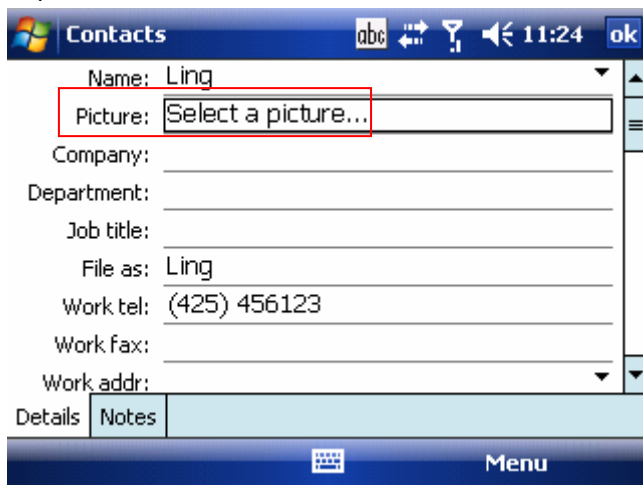 Contacts abc 11:24 ok
Name: Ling
Picture: Select a picture...
Company:
Department:
Job title:
File as: Ling
Work tel: (425) 456123
Work fax:
Work addr:
Details Notes
Menu